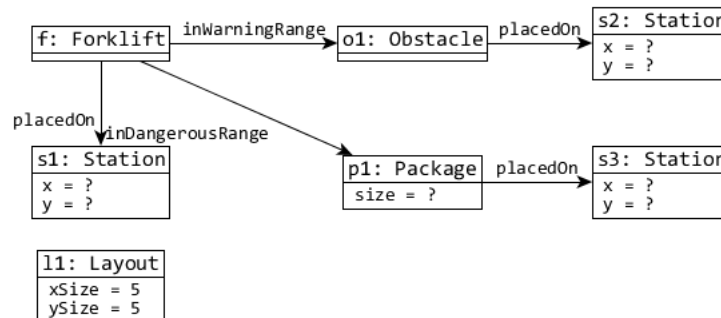 f: Forklift
inWarningRange
o1: Obstacle
placedOn
s2: Station
x = ?
y = ?
placedOn
inDangerousRange
s1: Station
x = ?
y = ?
p1: Package
size = ?
placedOn
s3: Station
x = ?
y = ?
l1: Layout
xSize = 5
ySize = 5